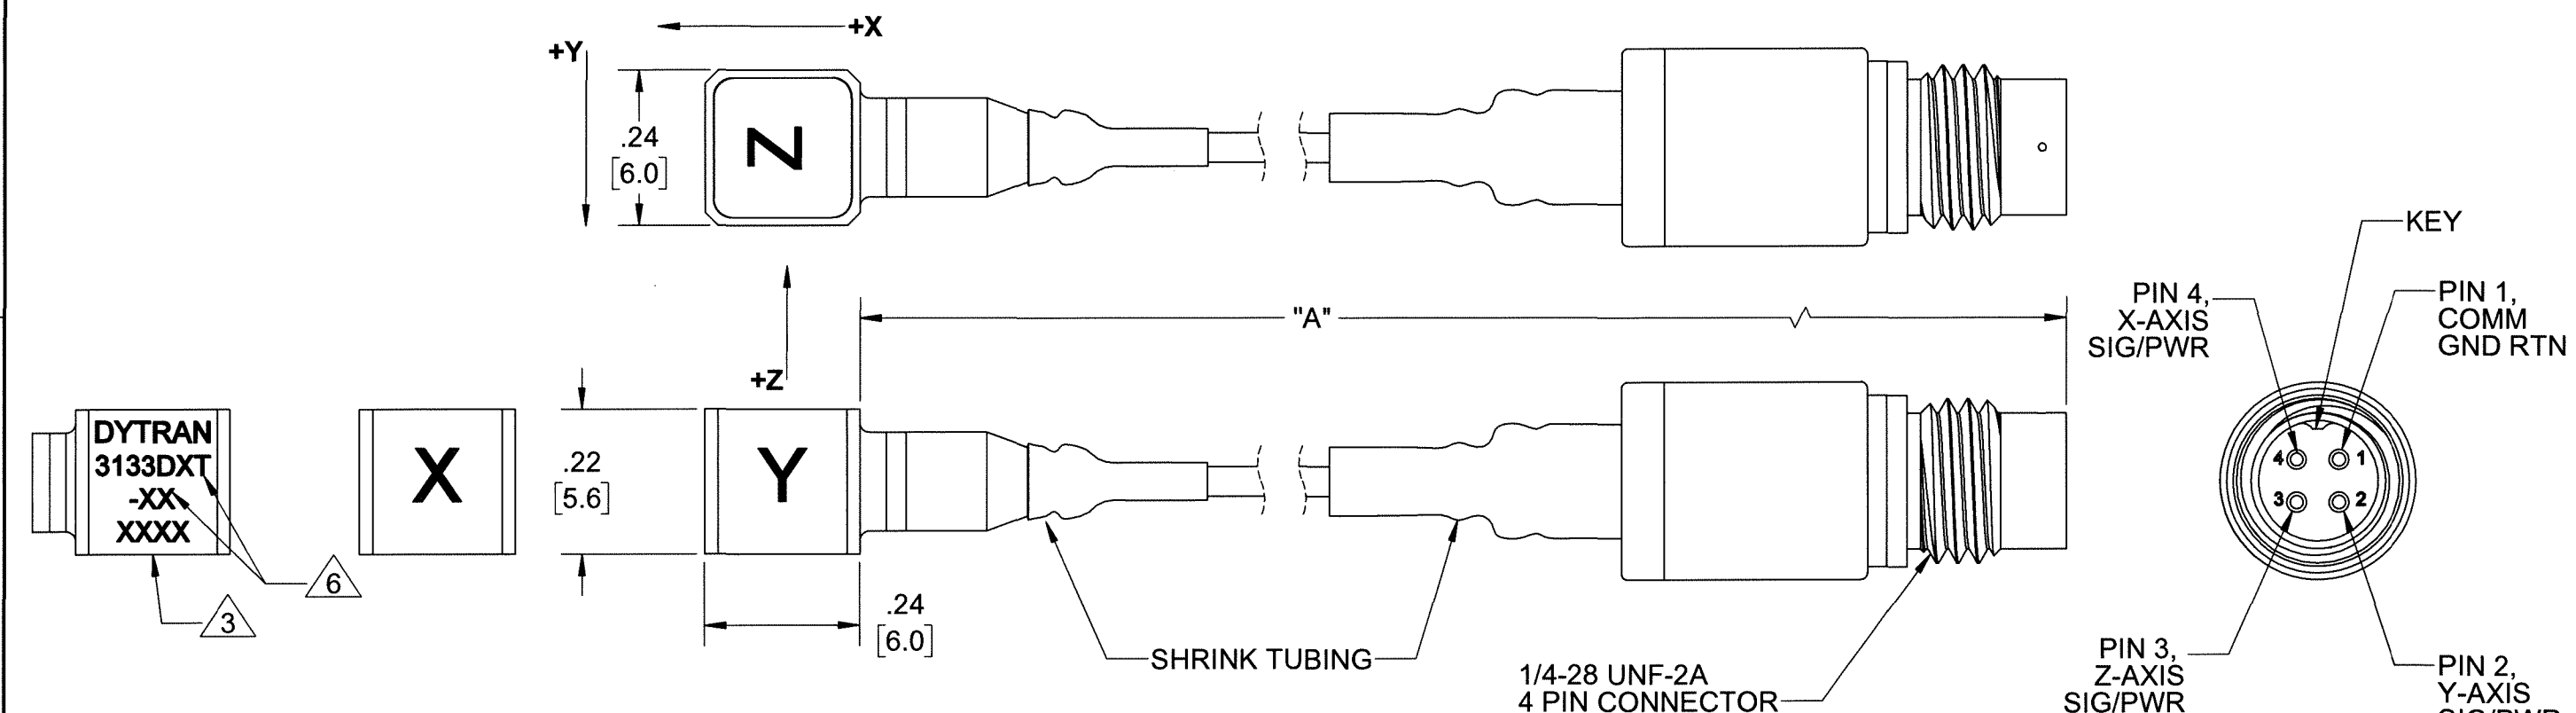 +X
+Y
Z
.24
[6.0]
KEY
PIN 4,
X-AXIS
SIG/PWR
PIN 1,
COMM
GND RTN
"A"
+Z
DYTRAN
3133DXT
-XX
XXXX
X
.22
[5.6]
Y
4
1
3
2
6
3
.24
[6.0]
SHRINK TUBING
1/4-28 UNF-2A
4 PIN CONNECTOR
PIN 3,
Z-AXIS
SIG/PWR
PIN 2,
Y-AXIS
SIG/PWR